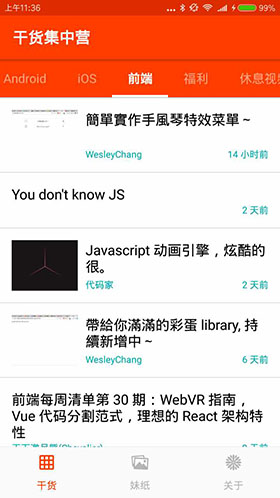 上午11:36
99%
干货集中营
Android iOS 前端 福利 休息视
簡單實作手風琴特效菜單 ~
WesleyChang 14 小时前
You don't know JS
2 天前
Javascript 动画引擎，炫酷的
很。
代码家 2 天前
帶給你滿滿的彩蛋 library, 持
續新增中 ~
WesleyChang 6 天前
前端每周清单第 30 期：WebVR 指南，
Vue 代码分割范式，理想的 React 架构特
性
7 天前
干货 妹纸 关于